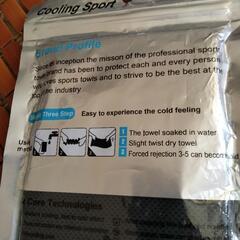 Cooling Sport
Brand Profile
inception the misson of the professional sport
brand has been to protect each and every person
loves sports towls and to strive to be the best at the
the industry
Three Step
Easy to experience the cold feeling
1 The towel soaked in water
2 Slight twist dry towel
3 Forced rejection 3-5 can become
Core Technologies